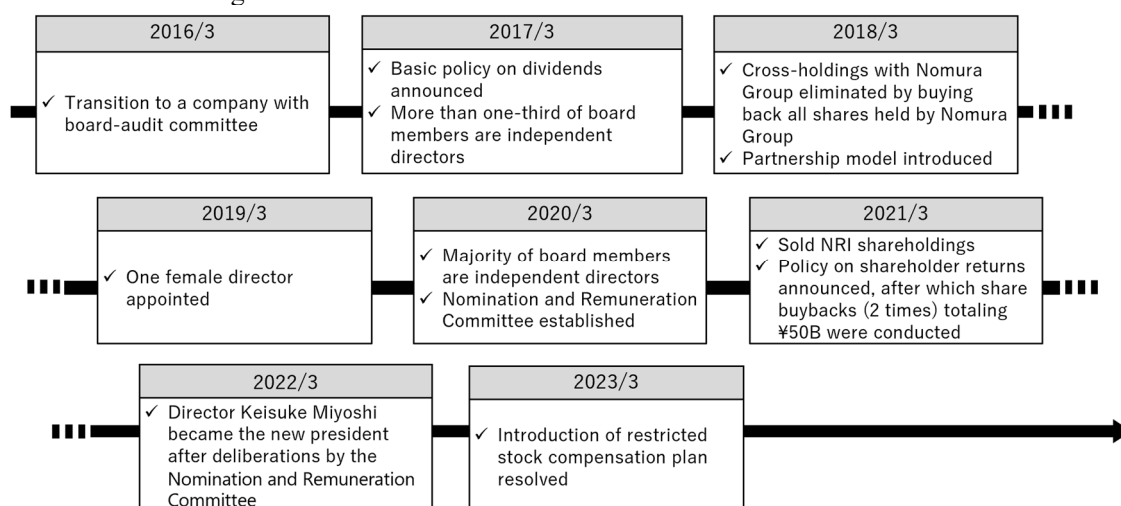 2016/3
✓ Transition to a company with
board-audit committee
2017/3
✓ Basic policy on dividends
announced
✓ More than one-third of board
members are independent
directors
2018/3
✓ Cross-holdings with Nomura
Group eliminated by buying
back all shares held by Nomura
Group
✓ Partnership model introduced
2019/3
✓ One female director
appointed
2020/3
✓ Majority of board members
are independent directors
✓ Nomination and Remuneration
Committee established
2021/3
✓ Sold NRI shareholdings
✓ Policy on shareholder returns
announced, after which share
buybacks (2 times) totaling
¥50B were conducted
2022/3
✓ Director Keisuke Miyoshi
became the new president
after deliberations by the
Nomination and Remuneration
Committee
2023/3
✓ Introduction of restricted
stock compensation plan
resolved